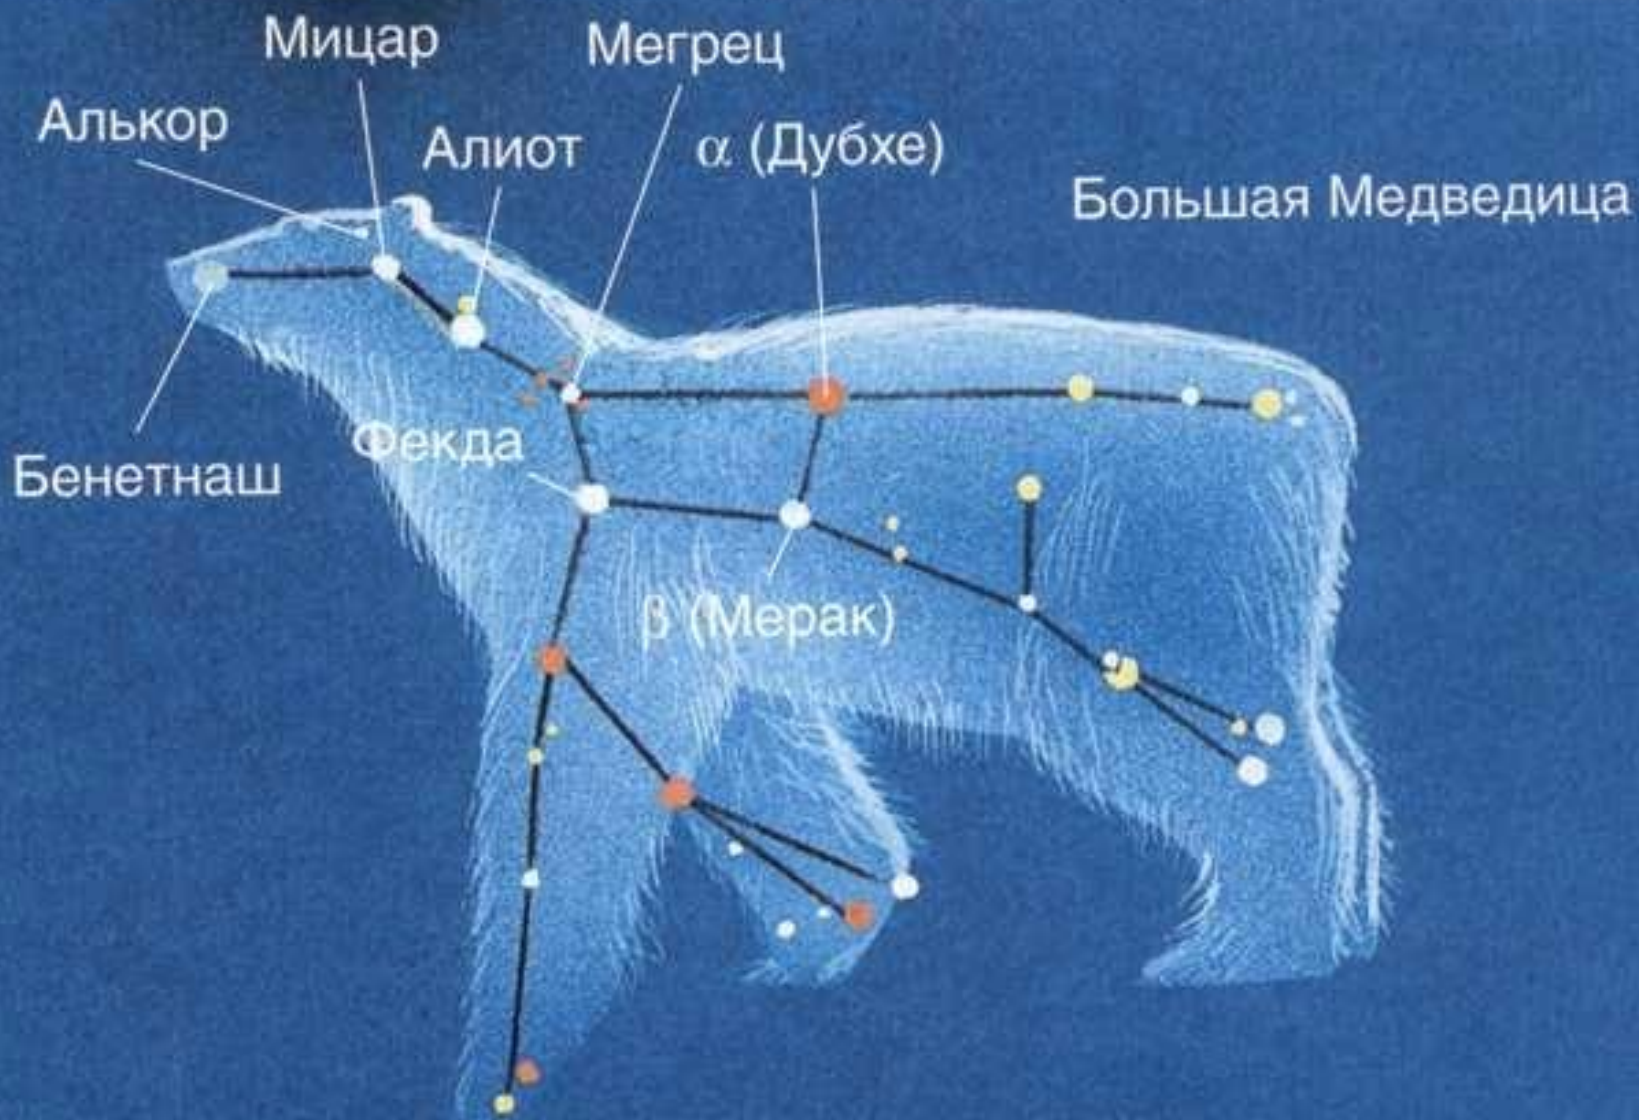 Мицар
Мегрец
Алькор
Алиот
α (Дубхе)
Большая Медведица
Фекда
Бенетнаш
β (Мерак)